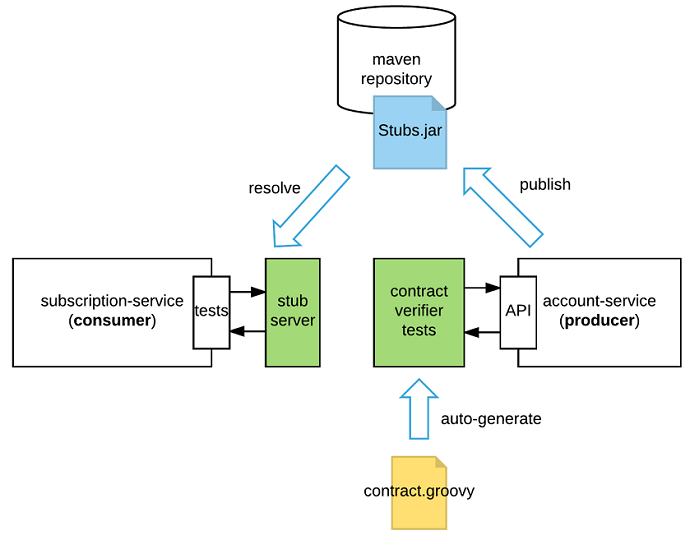 maven
repository
Stubs.jar
resolve
publish
subscription-service
(consumer)
tests
stub
server
contract
verifier
tests
API
account-service
(producer)
auto-generate
contract.groovy